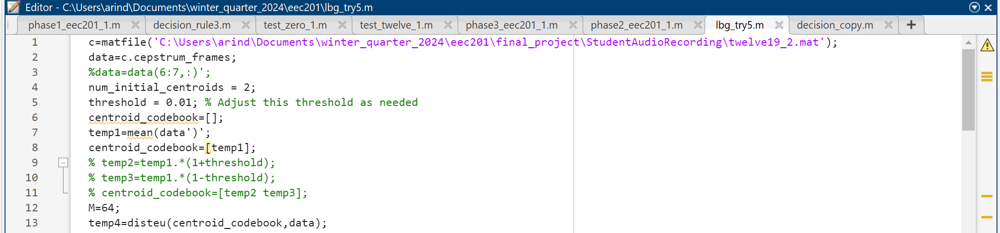 Editor - C:\Users\arind\Documents\winter_quarter_2024\eec201\lbg_try5.m
phase1_eec201_1.m decision_rule3.m test_zero_1.m test_twelve_1.m phase3_eec201_1.m phase2_eec201_1.m lbg_try5.m decision_copy.m
1 c=matfile('C:\Users\arind\Documents\winter_quarter_2024\eec201\final_project\StudentAudioRecording\twelve19_2.mat');
2 data=c.cepstrum_frames;
3 %data=data(6:7,:)';
4 num_initial_centroids = 2;
5 threshold = 0.01; % Adjust this threshold as needed
6 centroid_codebook=[];
7 temp1=mean(data')';
8 centroid_codebook=[temp1];
9 % temp2=temp1.*(1+threshold);
10 % temp3=temp1.*(1-threshold);
11 % centroid_codebook=[temp2 temp3];
12 M=64;
13 temp4=disteu(centroid_codebook,data);